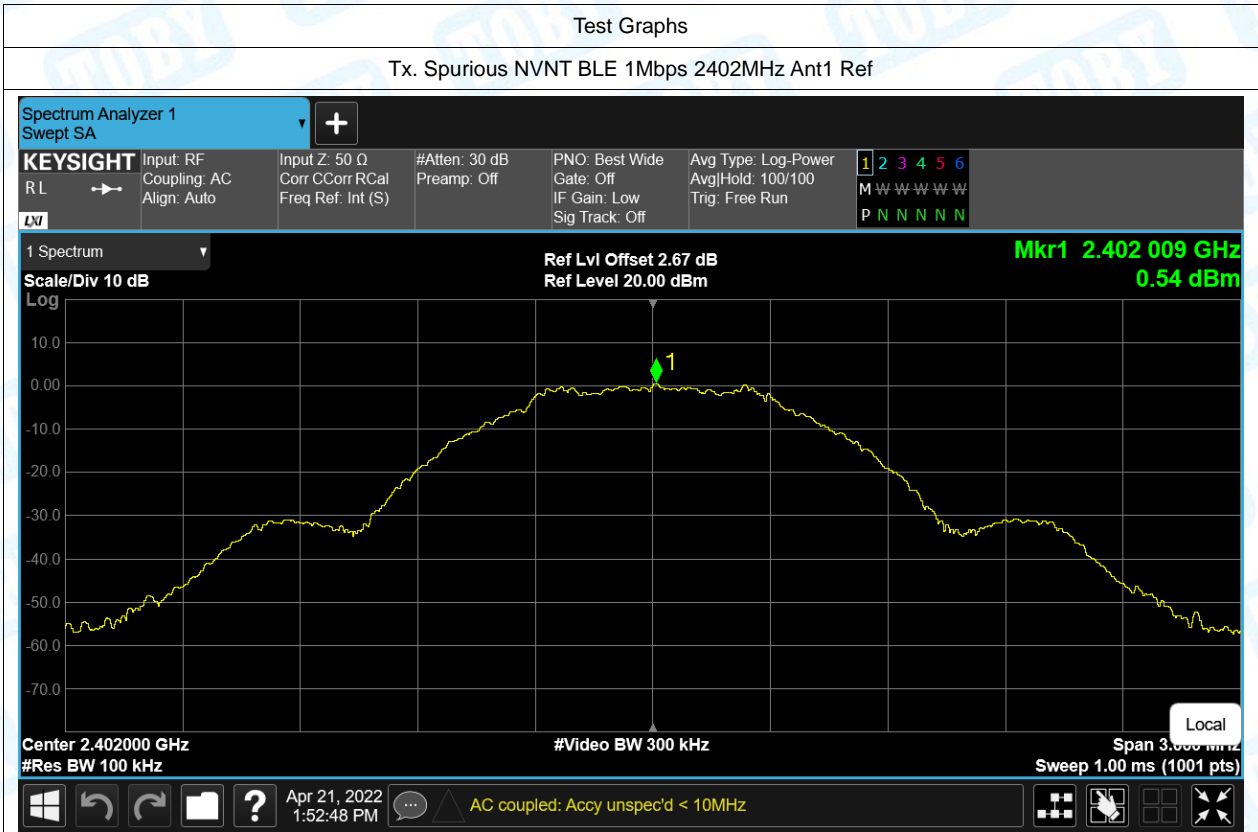 Test Graphs
Tx. Spurious NVNT BLE 1Mbps 2402MHz Ant1 Ref
Spectrum Analyzer 1
Swept SA
KEYSIGHT
R L
LXI
Input: RF
Coupling: AC
Align: Auto
Input Z: 50 Ω
Corr CCorr RCal
Freq Ref: Int (S)
#Atten: 30 dB
Preamp: Off
PNO: Best Wide
Gate: Off
IF Gain: Low
Sig Track: Off
Avg Type: Log-Power
Avg|Hold: 100/100
Trig: Free Run
1 2 3 4 5 6
M W W W W W
P N N N N N
1 Spectrum
Scale/Div 10 dB
Log
Ref Lvl Offset 2.67 dB
Ref Level 20.00 dBm
Mkr1 2.402 009 GHz
0.54 dBm
1
10.0
0.00
-10.0
-20.0
-30.0
-40.0
-50.0
-60.0
-70.0
Local
Center 2.402000 GHz
#Res BW 100 kHz
#Video BW 300 kHz
Span
Sweep 1.00 ms (1001 pts)
?
Apr 21, 2022
1:52:48 PM
AC coupled: Accy unspec'd < 10MHz
TOBY